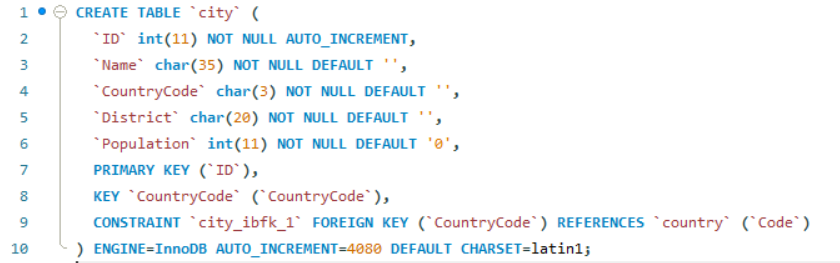 1 CREATE TABLE `city` (
2 `ID` int(11) NOT NULL AUTO_INCREMENT,
3 `Name` char(35) NOT NULL DEFAULT '',
4 `CountryCode` char(3) NOT NULL DEFAULT '',
5 `District` char(20) NOT NULL DEFAULT '',
6 `Population` int(11) NOT NULL DEFAULT '0',
7 PRIMARY KEY (`ID`),
8 KEY `CountryCode` (`CountryCode`),
9 CONSTRAINT `city_ibfk_1` FOREIGN KEY (`CountryCode`) REFERENCES `country` (`Code`)
10 ) ENGINE=InnoDB AUTO_INCREMENT=4080 DEFAULT CHARSET=latin1;